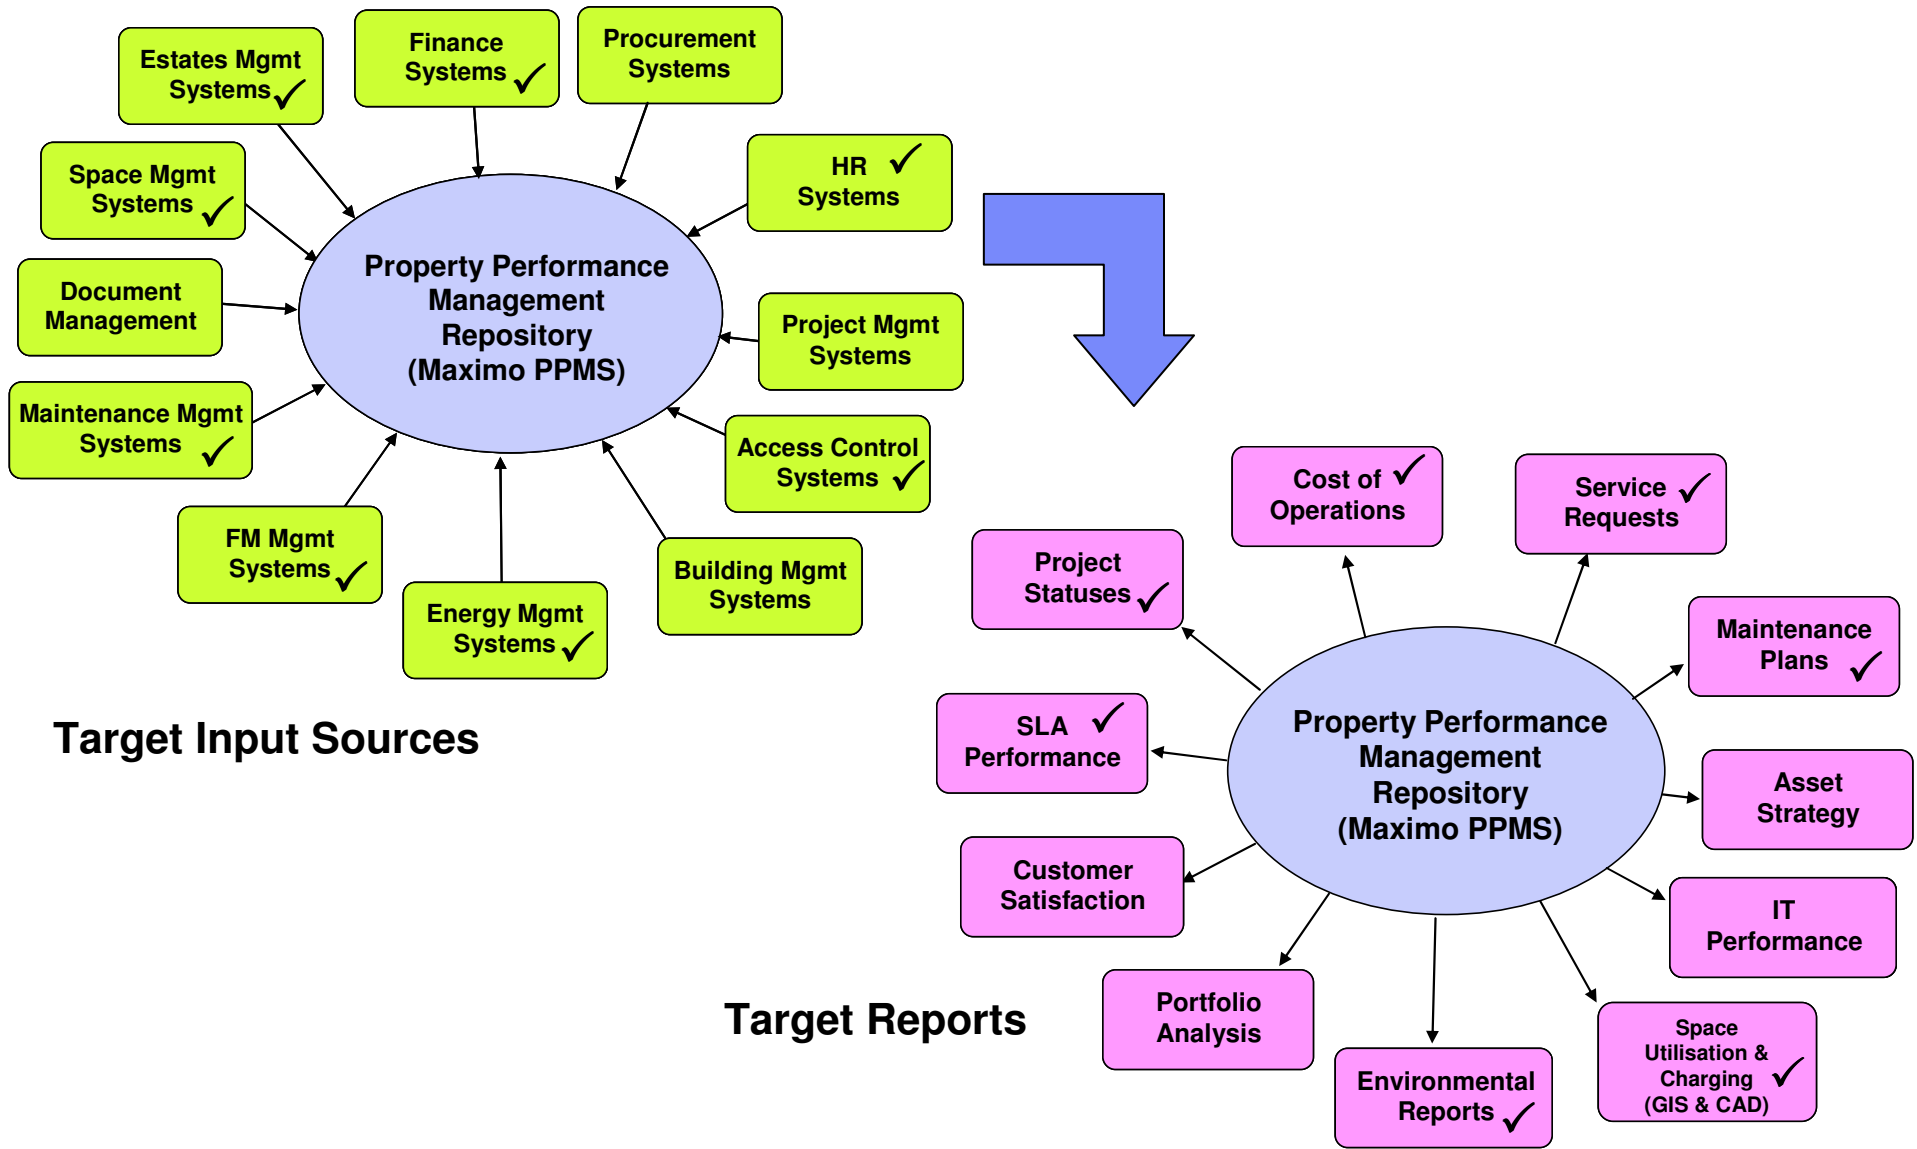 Estates Mgmt
Systems
Finance
Systems
Procurement
Systems
Space Mgmt
Systems
HR
Systems
Document
Management
Property Performance
Management
Repository
(Maximo PPMS)
Project Mgmt
Systems
Maintenance Mgmt
Systems
Access Control
Systems
FM Mgmt
Systems
Energy Mgmt
Systems
Building Mgmt
Systems
Target Input Sources
Cost of
Operations
Service
Requests
Project
Statuses
Maintenance
Plans
SLA
Performance
Property Performance
Management
Repository
(Maximo PPMS)
Asset
Strategy
Customer
Satisfaction
IT
Performance
Portfolio
Analysis
Environmental
Reports
Space
Utilisation &
Charging
(GIS & CAD)
Target Reports